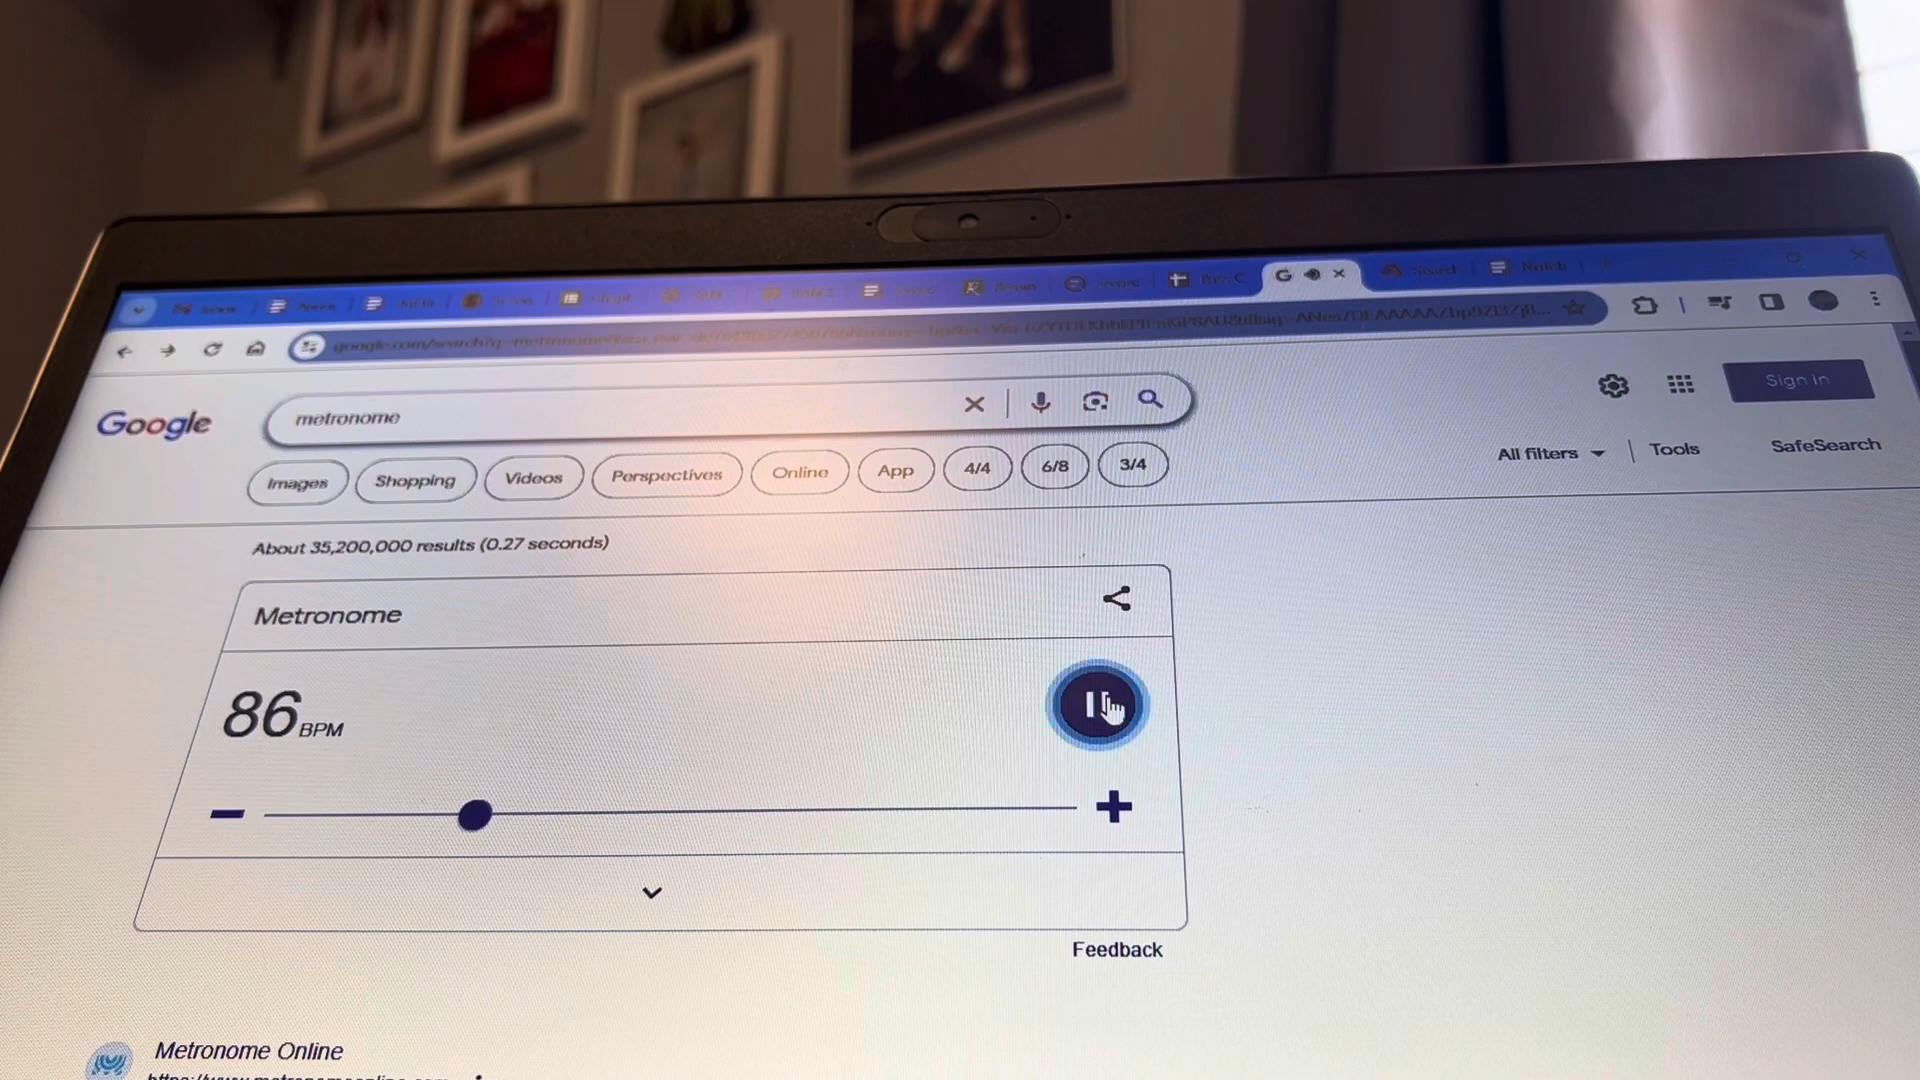 Google
metronome
Sign in
Images
Shopping
Videos
Perspectives
Online
App
4/4
6/8
3/4
All filters
Tools
SafeSearch
About 35,200,000 results (0.27 seconds)
Metronome
86 BPM
Feedback
Metronome Online